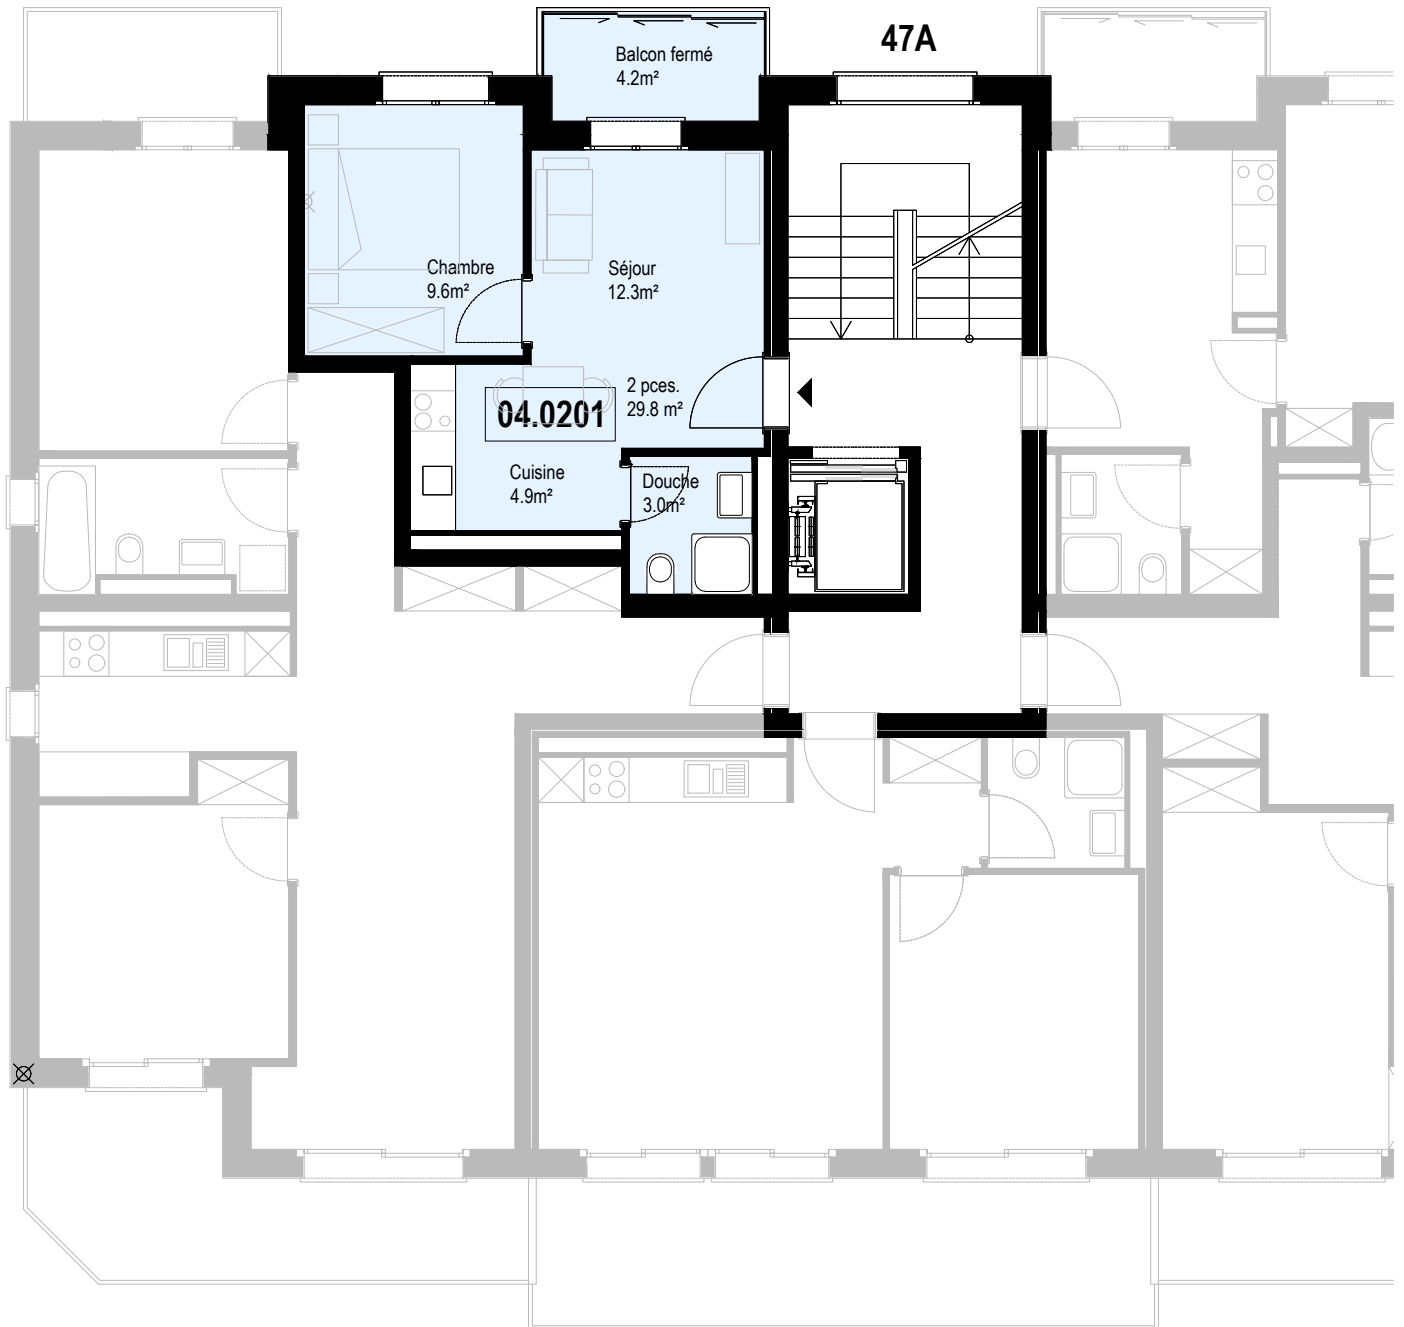 47A
Balcon fermé
4.2m²
Chambre
9.6m²
Séjour
12.3m²
2 pces.
29.8 m²
04.0201
Cuisine
4.9m²
Douche
3.0m²